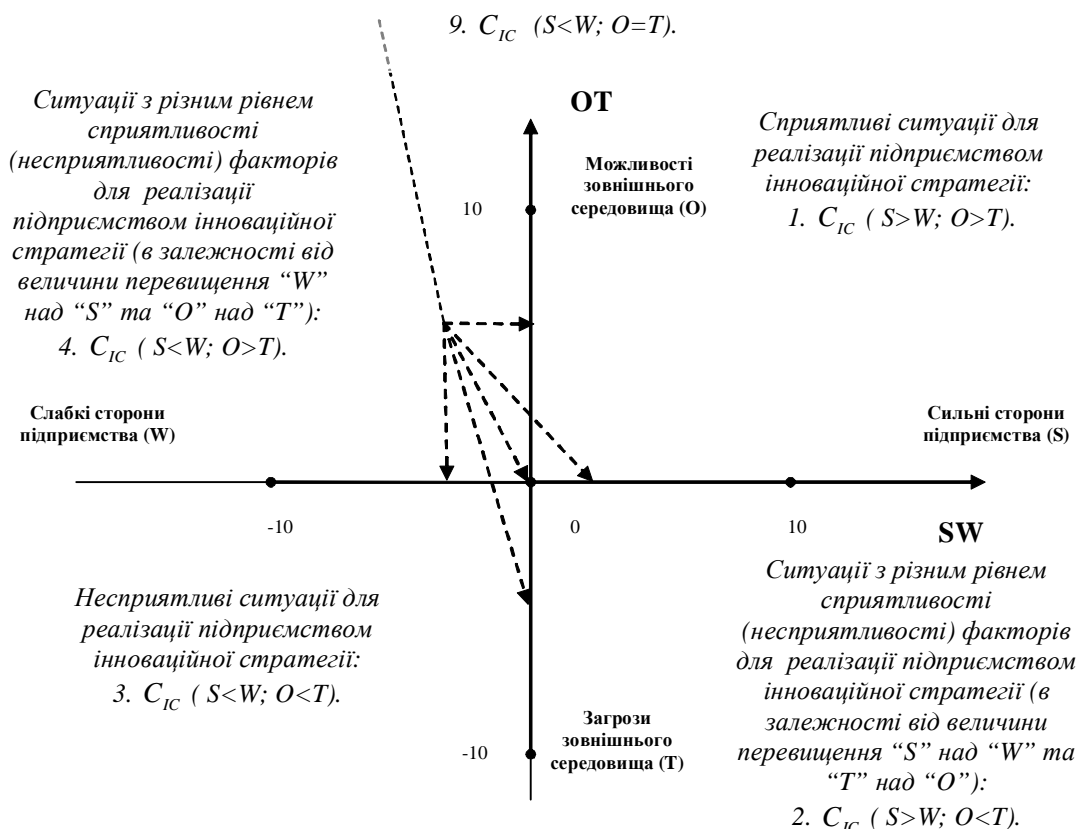 9. C_IC (S<W; O=T).
Ситуації з різним рівнем
сприятливості
(несприятливості) факторів
для реалізації
підприємством інноваційної
стратегії (в залежності від
величини перевищення “W”
над “S” та “O” над “T”):
4. C_IC ( S<W; O>T).
OT
Можливості
зовнішнього
середовища (О)
10
Сприятливі ситуації для
реалізації підприємством
інноваційної стратегії:
1. C_IC ( S>W; O>T).
Слабкі сторони
підприємства (W)
Сильні сторони
підприємства (S)
-10
0
10
SW
Несприятливі ситуації для
реалізації підприємством
інноваційної стратегії:
3. C_IC ( S<W; O<T).
-10
Загрози
зовнішнього
середовища (Т)
Ситуації з різним рівнем
сприятливості
(несприятливості) факторів
для реалізації підприємством
інноваційної стратегії (в
залежності від величини
перевищення “S” над “W” та
“T” над “O”):
2. C_IC ( S>W; O<T).